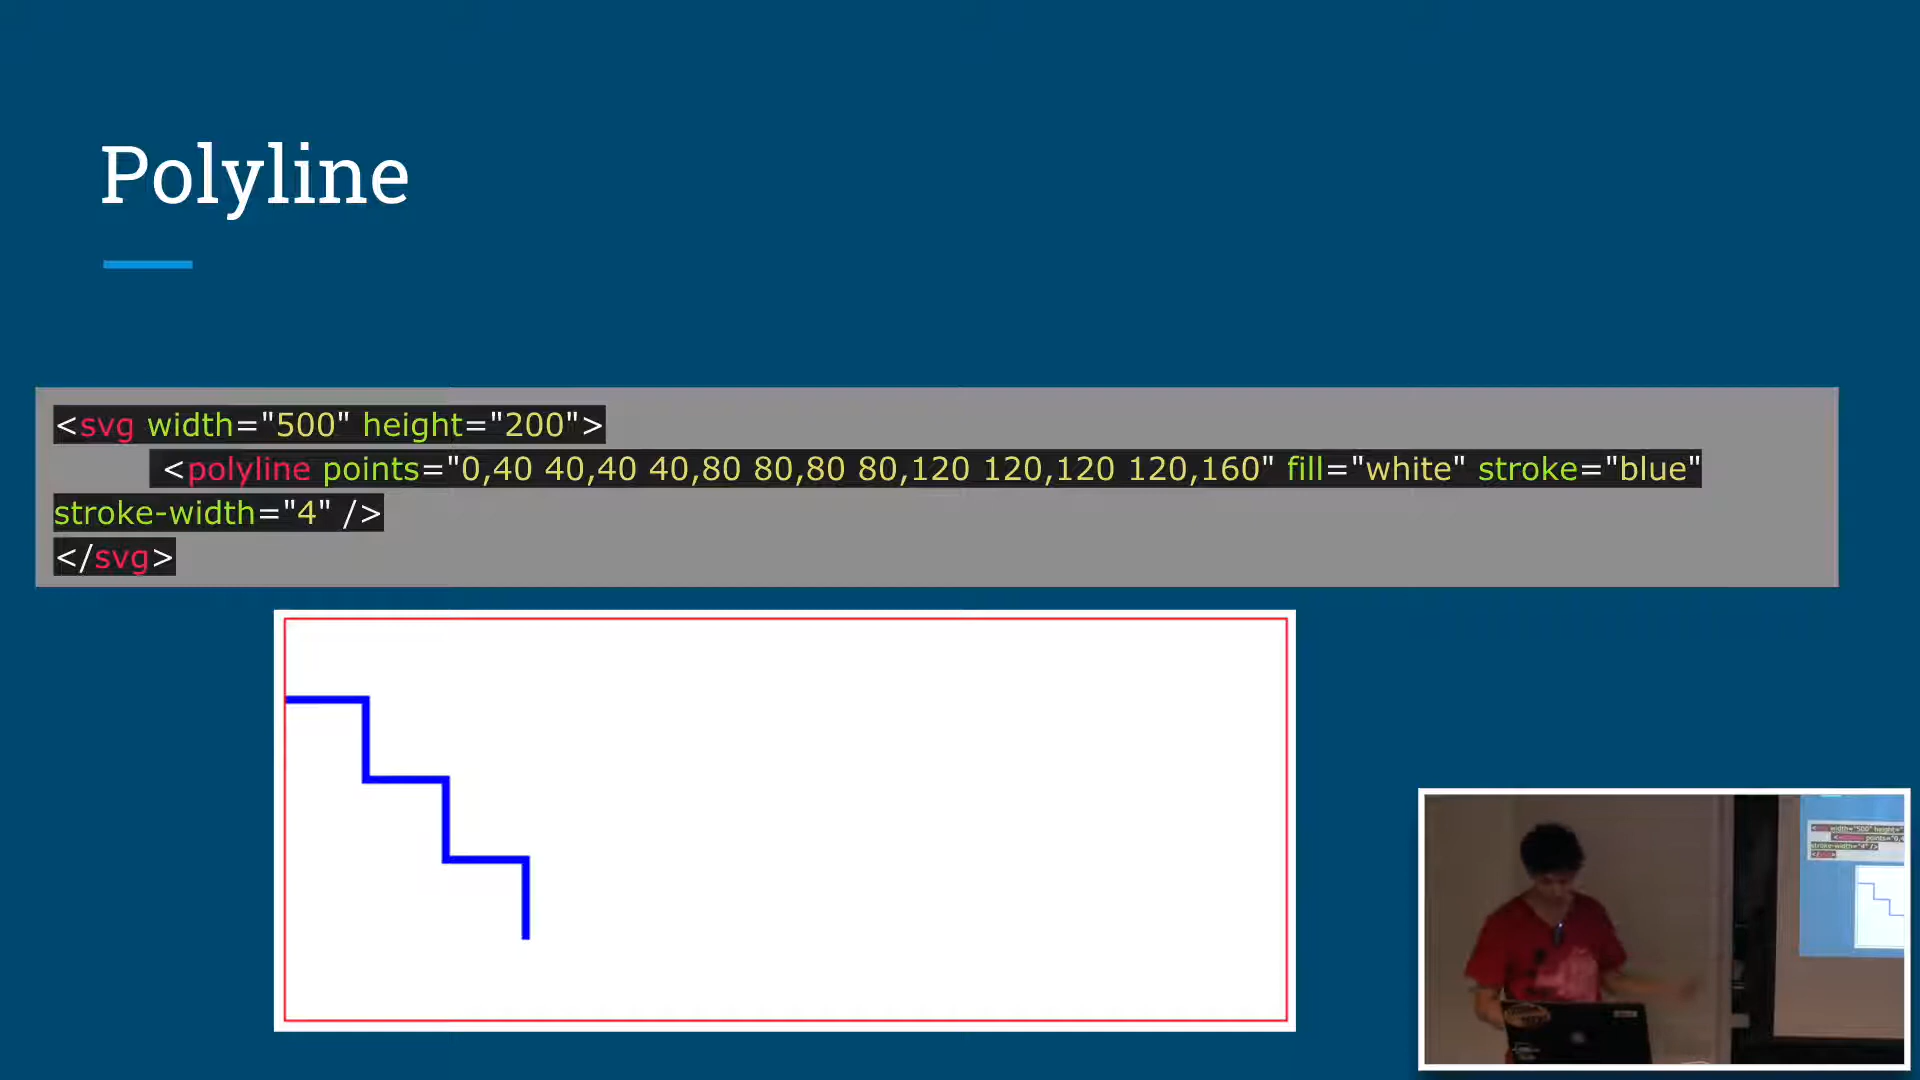 Polyline
<svg width="500" height="200">
<polyline points="0,40 40,40 40,80 80,80 80,120 120,120 120,160" fill="white" stroke="blue"
stroke-width="4" />
</svg>